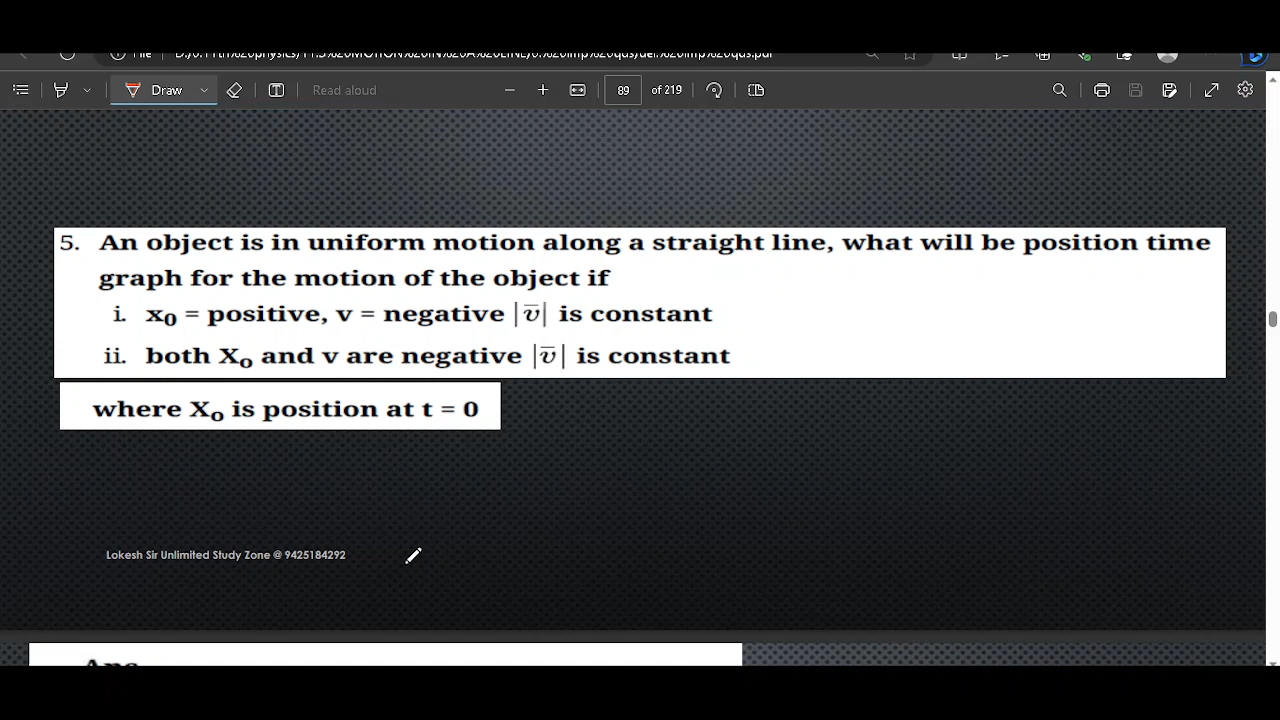 Draw
Read aloud
89 of 219
5. An object is in uniform motion along a straight line, what will be position time
graph for the motion of the object if
i. x₀ = positive, v = negative |v̅| is constant
ii. both X₀ and v are negative |v̅| is constant
where X₀ is position at t = 0
Lokesh Sir Unlimited Study Zone @ 9425184292